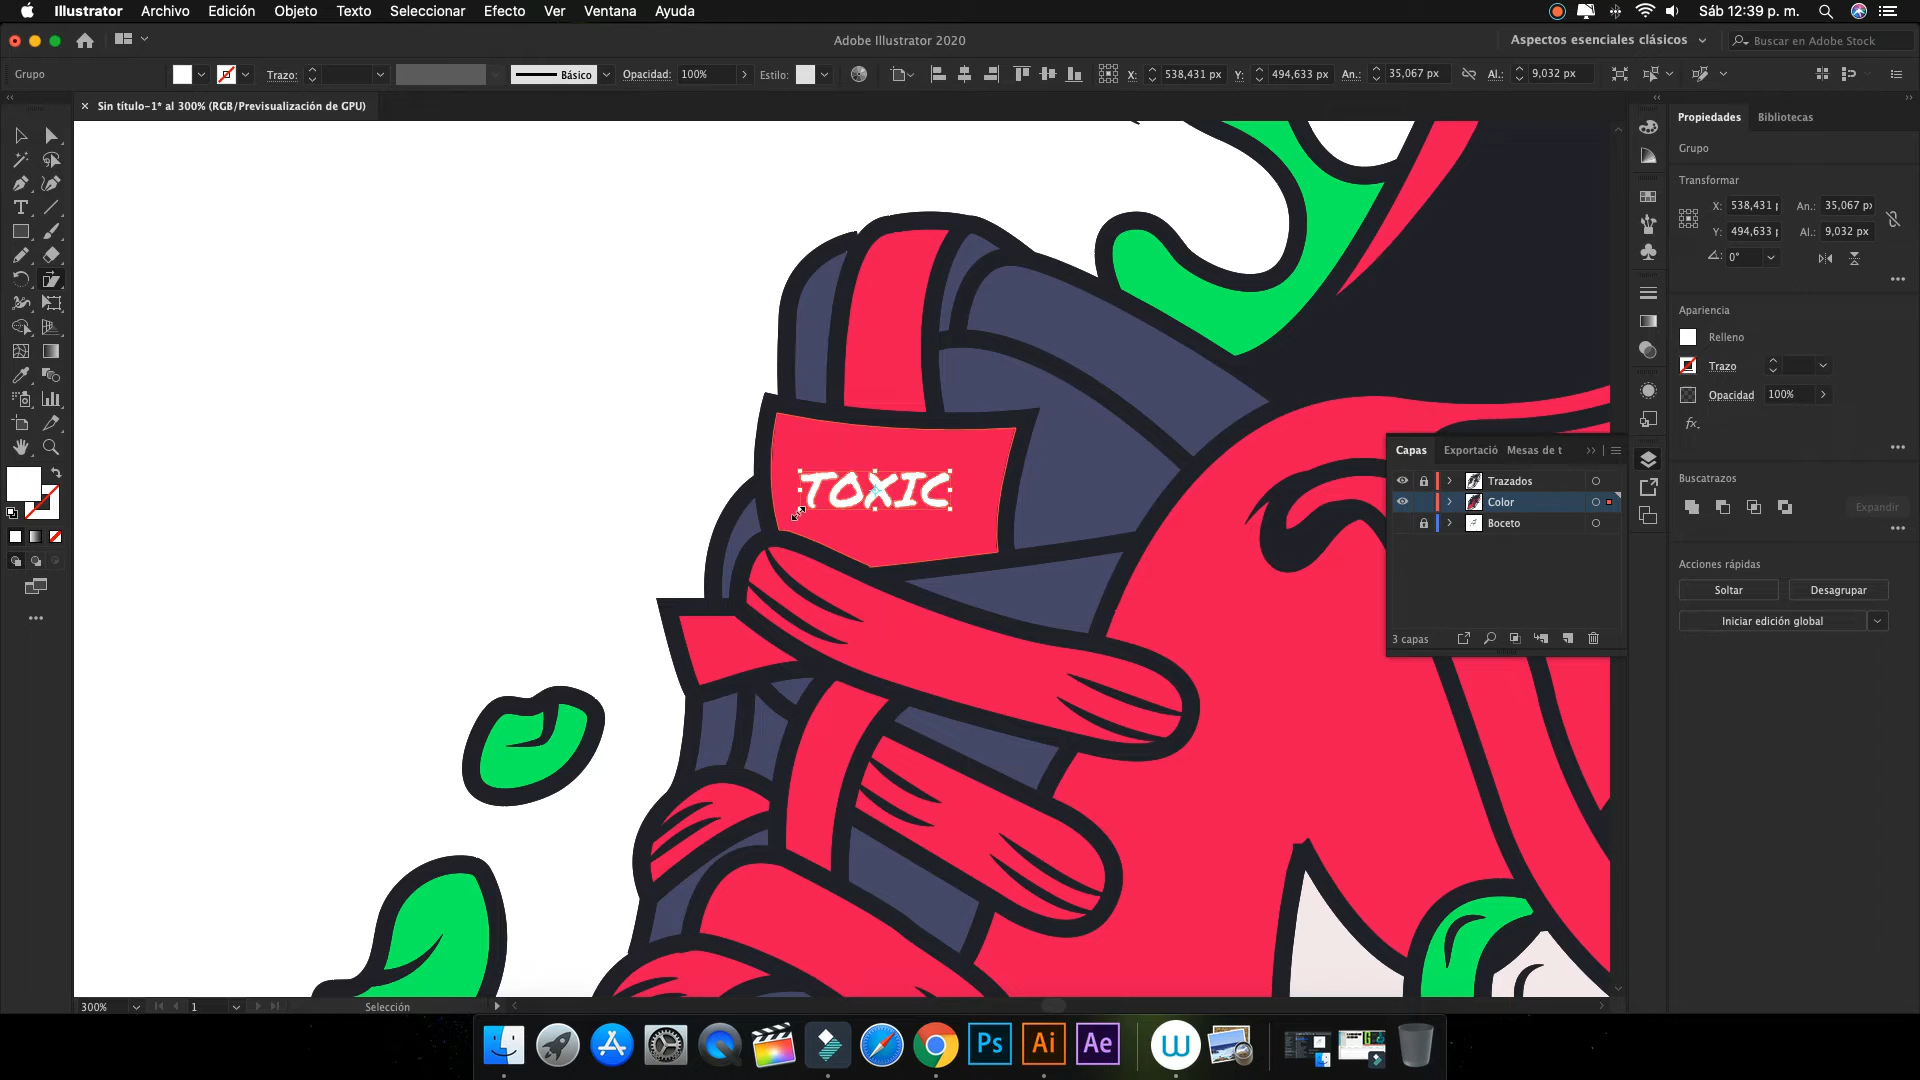 Illustrator Archivo Edición Objeto Texto Seleccionar Efecto Ver Ventana Ayuda Sáb 12:39 p. m.
Adobe Illustrator 2020 Aspectos esenciales clásicos Buscar en Adobe Stock
Grupo Trazo: Básico Opacidad: 100% Estilo: X: 538,431 px Y: 494,633 px An.: 35,067 px Al.: 9,032 px
× Sin título-1* al 300% (RGB/Previsualización de GPU)
Propiedades Bibliotecas
Grupo
Transformar
X: 538,431 An.: 35,067 px
Y: 494,633 Al.: 9,032 px
0°
Apariencia
Relleno
Trazo
Opacidad 100%
fx.
Capas Exportació Mesas de t
Trazados
Color
Boceto
3 capas
Buscatrazos
Expandir
Acciones rápidas
Soltar Desagrupar
Iniciar edición global
TOXIC
300% 1 Selección
Ps Ai Ae